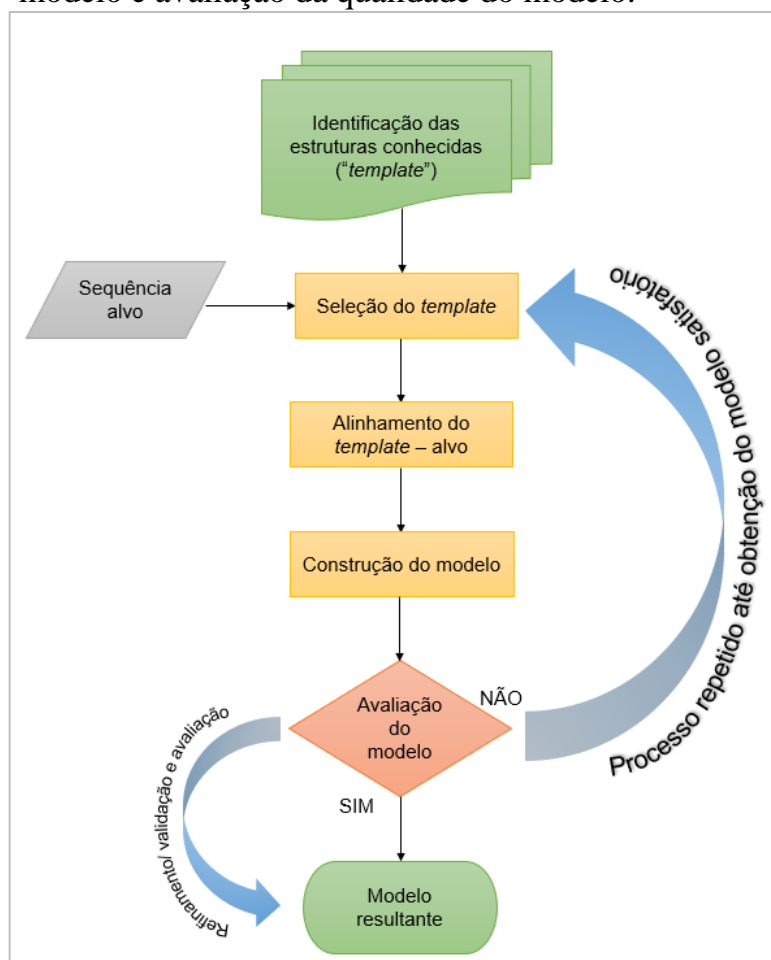 modelo e avaliação da qualidade do modelo.
Identificação das
estruturas conhecidas
(“template”)
Sequência
alvo
Seleção do template
Alinhamento do
template – alvo
Construção do modelo
Avaliação
do
modelo
NÃO
SIM
Modelo
resultante
Refinamento/ validação e avaliação
Processo repetido até obtenção do modelo satisfatório